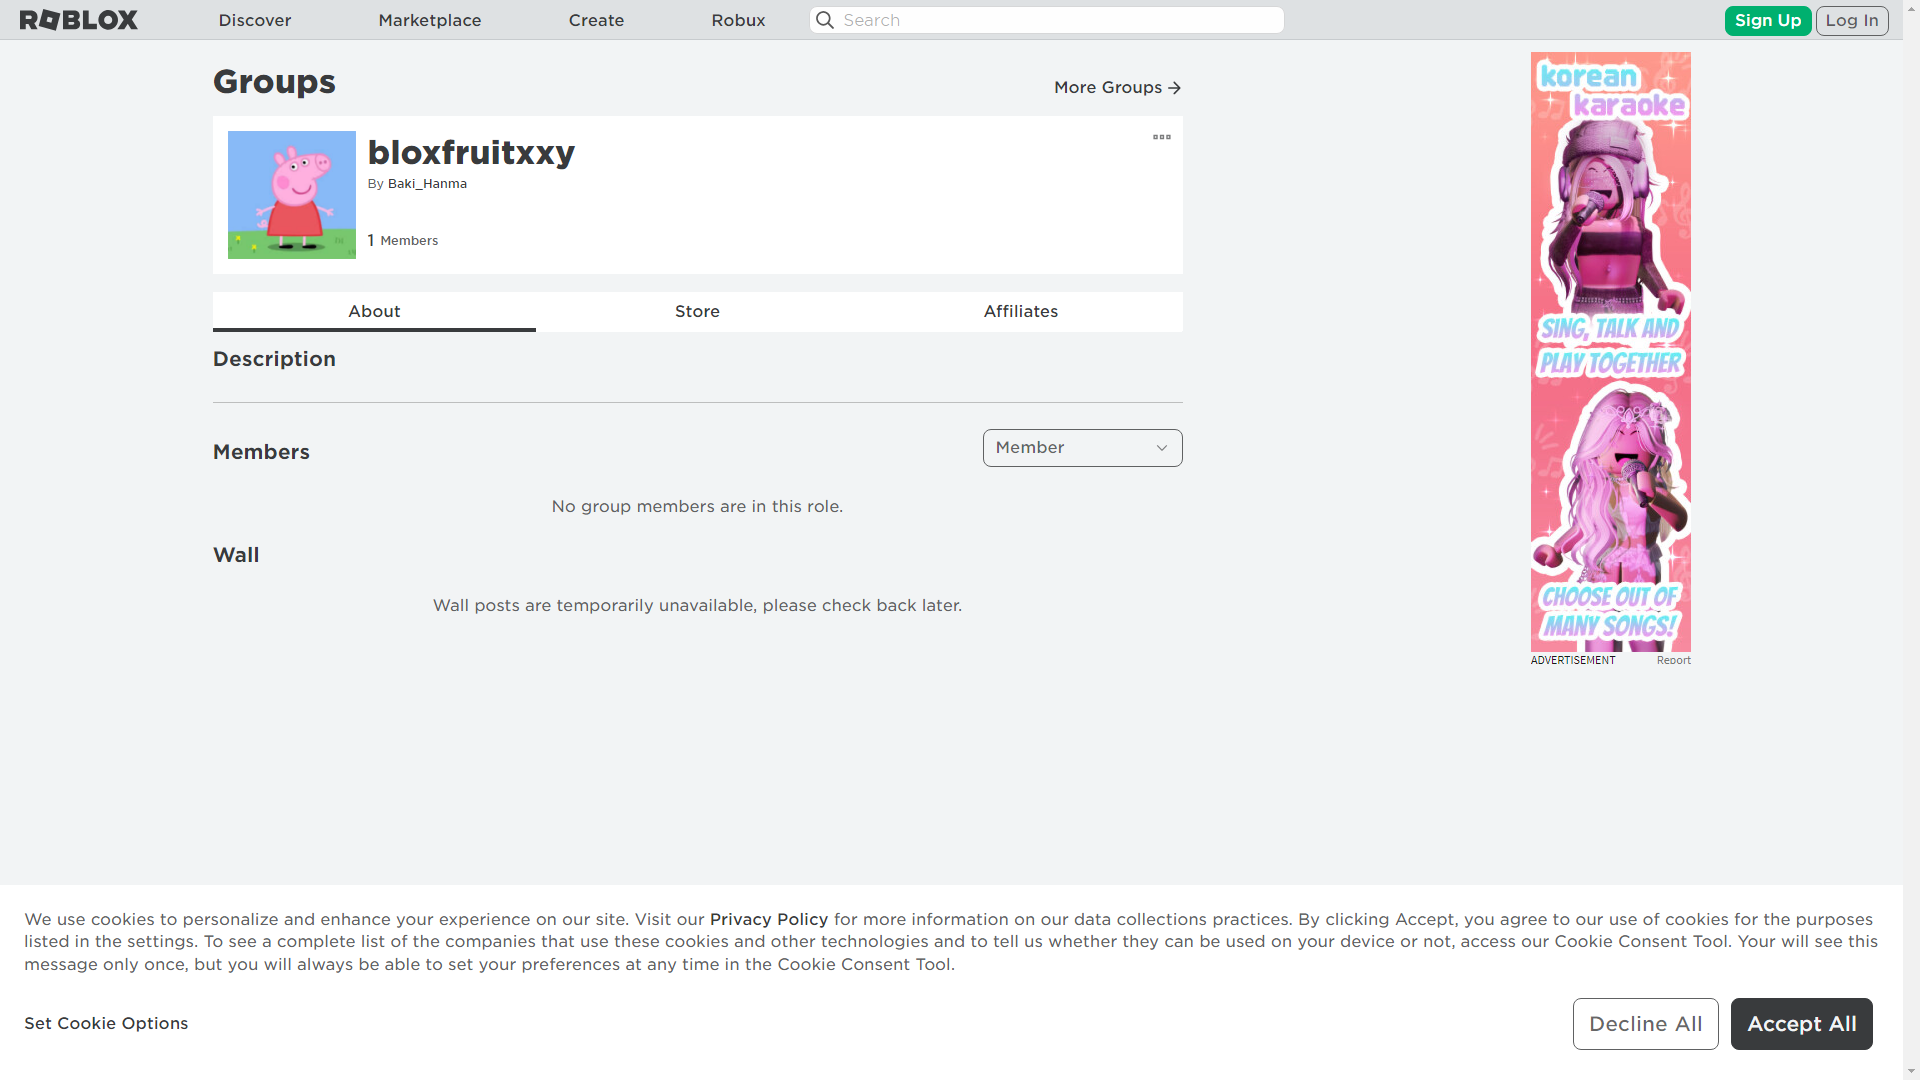 ROBLOX
Discover
Marketplace
Create
Robux
Search
Sign Up
Log In
Groups
More Groups
bloxfruitxxy
By Baki_Hanma
1 Members
About
Store
Affiliates
Description
Members
Member
No group members are in this role.
Wall
Wall posts are temporarily unavailable, please check back later.
korean
karaoke
SING, TALK AND
PLAY TOGETHER
CHOOSE OUT OF
MANY SONGS!
ADVERTISEMENT
Report
We use cookies to personalize and enhance your experience on our site. Visit our Privacy Policy for more information on our data collections practices. By clicking Accept, you agree to our use of cookies for the purposes
listed in the settings. To see a complete list of the companies that use these cookies and other technologies and to tell us whether they can be used on your device or not, access our Cookie Consent Tool. Your will see this
message only once, but you will always be able to set your preferences at any time in the Cookie Consent Tool.
Set Cookie Options
Decline All
Accept All